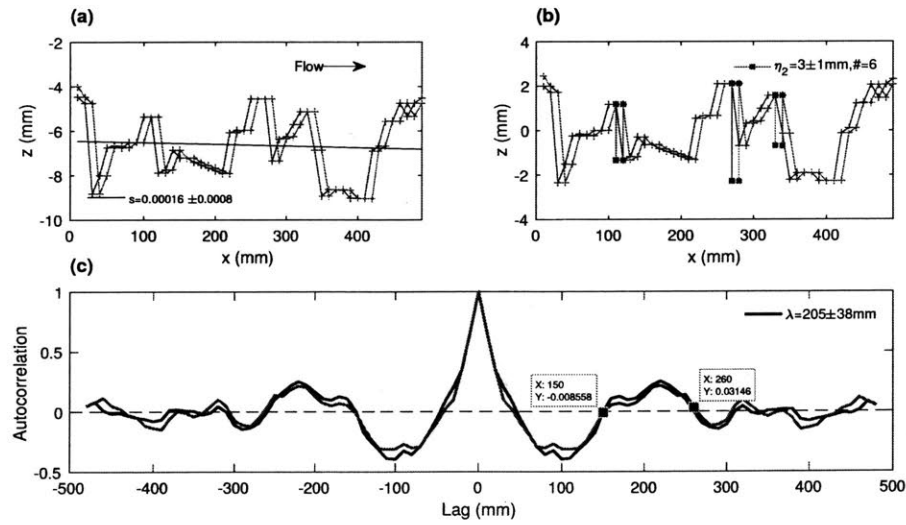 (a)
-2
-4
-6
-8
-10
z (mm)
Flow
s=0.00016 ±0.0008
0 100 200 300 400
x (mm)
(b)
4
2
0
-2
-4
z (mm)
η2=3±1mm,#=6
0 100 200 300 400
x (mm)
(c)
1
0.5
0
-0.5
Autocorrelation
λ=205±38mm
X: 150
Y: -0.008558
X: 260
Y: 0.03146
-500 -400 -300 -200 -100 0 100 200 300 400 500
Lag (mm)